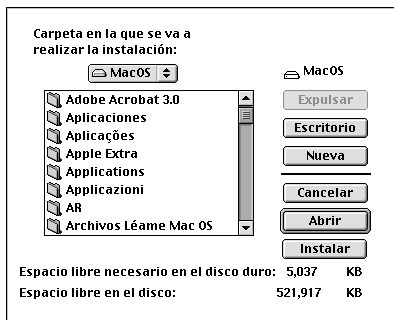 Carpeta en la que se va a
realizar la instalación:
MacOS
MacOS
Adobe Acrobat 3.0
Aplicaciones
Aplicações
Apple Extra
Applications
Applicazioni
AR
Archivos Léame Mac OS
Expulsar
Escritorio
Nueva
Cancelar
Abrir
Instalar
Espacio libre necesario en el disco duro: 5,037 KB
Espacio libre en el disco: 521,917 KB